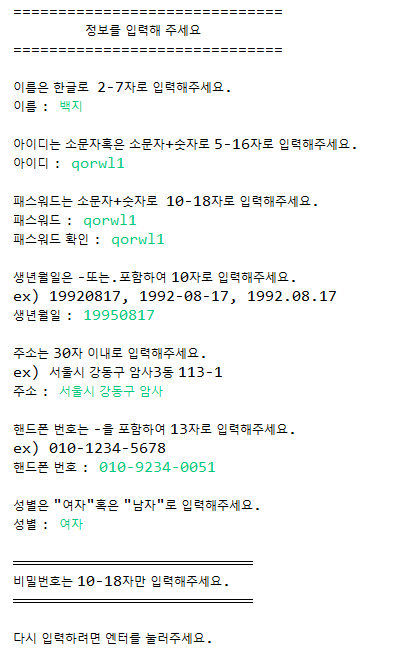 ==============================
정보를 입력해 주세요
==============================
이름은 한글로 2-7자로 입력해주세요.
이름 : 백지
아이디는 소문자혹은 소문자+숫자로 5-16자로 입력해주세요.
아이디 : qorwl1
패스워드는 소문자+숫자로 10-18자로 입력해주세요.
패스워드 : qorwl1
패스워드 확인 : qorwl1
생년월일은 -또는.포함하여 10자로 입력해주세요.
ex) 19920817, 1992-08-17, 1992.08.17
생년월일 : 19950817
주소는 30자 이내로 입력해주세요.
ex) 서울시 강동구 암사3동 113-1
주소 : 서울시 강동구 암사
핸드폰 번호는 -을 포함하여 13자로 입력해주세요.
ex) 010-1234-5678
핸드폰 번호 : 010-9234-0051
성별은 "여자"혹은 "남자"로 입력해주세요.
성별 : 여자
════════════════════
비밀번호는 10-18자만 입력해주세요.
════════════════════
다시 입력하려면 엔터를 눌러주세요.